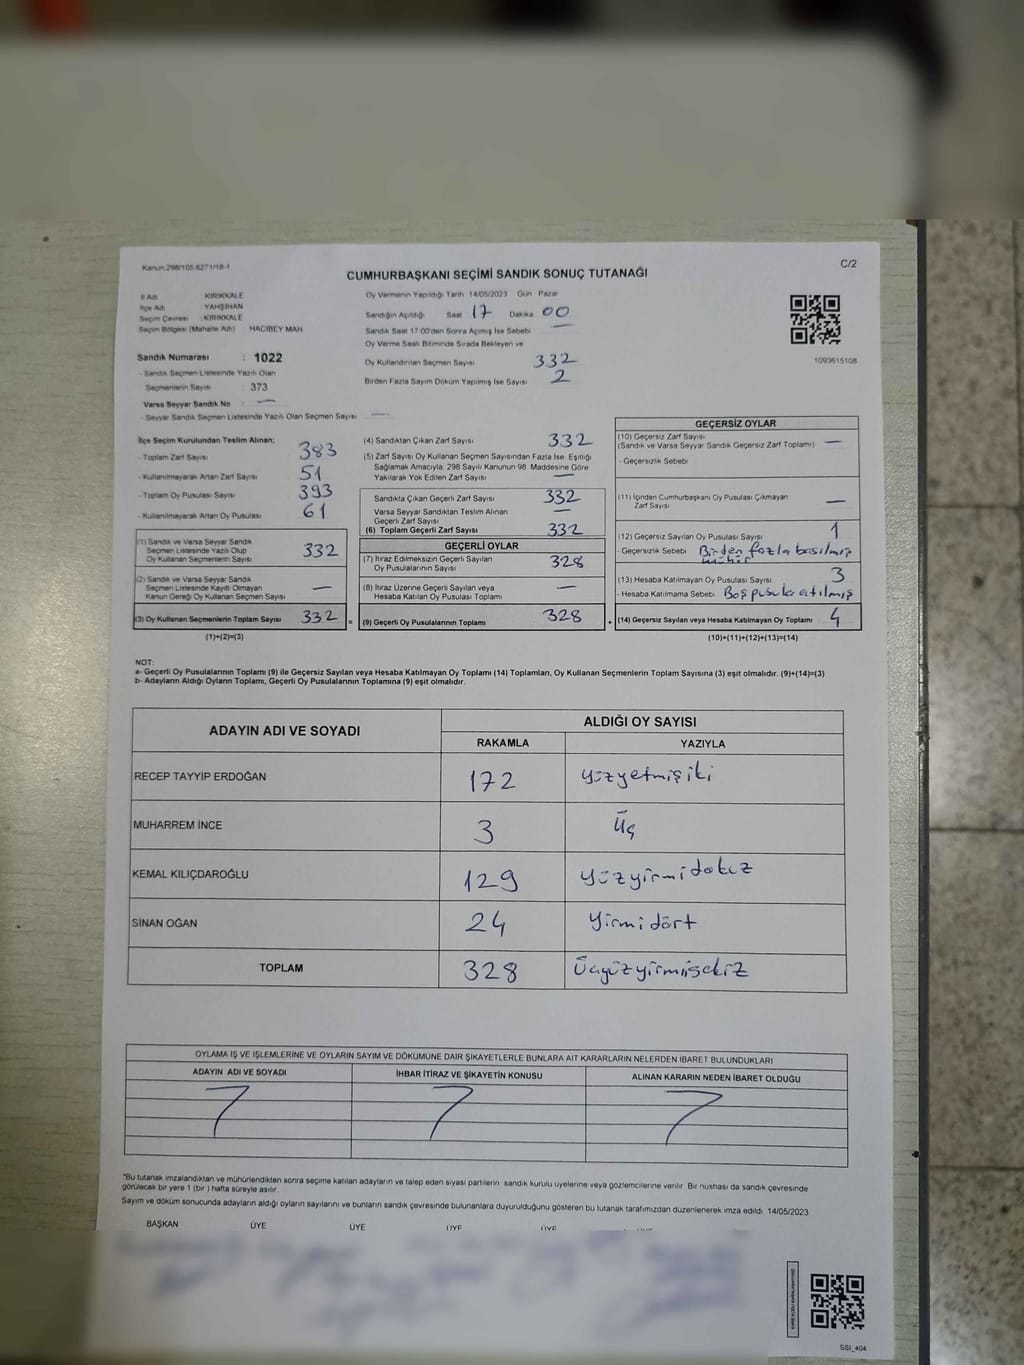 Kanun:298/105:6271/18-1
C/2
CUMHURBAŞKANI SEÇİMİ SANDIK SONUÇ TUTANAĞI
İl Adı KIRIKKALE
İlçe Adı YAHŞİHAN
Seçim Çevresi : KIRIKKALE
Seçim Bölgesi (Mahalle Adı) HACIBEY MAH
Sandık Numarası : 1022
- Sandık Seçmen Listesinde Yazılı Olan
Seçmenlerin Sayısı : 373
Varsa Seyyar Sandık No : —
- Seyyar Sandık Seçmen Listesinde Yazılı Olan Seçmen Sayısı —
Oy Vermenin Yapıldığı Tarih 14/05/2023 Gün Pazar
Sandığın Açıldığı Saat 17 Dakika 00
Sandık Saat 17.00'den Sonra Açımış İse Sebebi —
Oy Verme Saati Bitiminde Sırada Bekleyen ve
Oy Kullandırılan Seçmen Sayısı 332
Birden Fazla Sayım Döküm Yapılmış İse Sayısı 2
1093615108
İlçe Seçim Kurulundan Teslim Alınan;
- Toplam Zarf Sayısı 383
- Kullanılmayarak Artan Zarf Sayısı 51
- Toplam Oy Pusulası Sayısı 393
- Kullanılmayarak Artan Oy Pusulası 61
(1) Sandık ve Varsa Seyyar Sandık
Seçmen Listesinde Yazılı Olup
Oy Kullanan Seçmenlerin Sayısı 332
(2) Sandık ve Varsa Seyyar Sandık
Seçmen Listesinde Kayıtlı Olmayan
Kanun Gereği Oy Kullanan Seçmen Sayısı —
(3) Oy Kullanan Seçmenlerin Toplam Sayısı 332 =
(1)+(2)=(3)
(4) Sandıktan Çıkan Zarf Sayısı 332
(5) Zarf Sayısı Oy Kullanan Seçmen Sayısından Fazla İse, Eşitliği
Sağlamak Amacıyla, 298 Sayılı Kanunun 98. Maddesine Göre
Yakılarak Yok Edilen Zarf Sayısı —
Sandıkta Çıkan Geçerli Zarf Sayısı 332
Varsa Seyyar Sandıktan Teslim Alınan
Geçerli Zarf Sayısı —
(6) Toplam Geçerli Zarf Sayısı 332
GEÇERLİ OYLAR
(7) İtiraz Edilmeksizin Geçerli Sayılan
Oy Pusulalarının Sayısı 328
(8) İtiraz Üzerine Geçerli Sayılan veya
Hesaba Katılan Oy Pusulaları Toplamı —
(9) Geçerli Oy Pusulalarının Toplamı 328 +
GEÇERSİZ OYLAR
(10) Geçersiz Zarf Sayısı
(Sandık ve Varsa Seyyar Sandık Geçersiz Zarf Toplamı) —
- Geçersizlik Sebebi
(11) İçinden Cumhurbaşkanı Oy Pusulası Çıkmayan
Zarf Sayısı —
(12) Geçersiz Sayılan Oy Pusulası Sayısı 1
- Geçersizlik Sebebi Birden fazla basılmış
mühür
(13) Hesaba Katılmayan Oy Pusulası Sayısı 3
- Hesaba Katılmama Sebebi Boş pusula atılmış
(14) Geçersiz Sayılan veya Hesaba Katılmayan Oy Toplamı 4
(10)+(11)+(12)+(13)=(14)
NOT:
a- Geçerli Oy Pusulalarının Toplamı (9) ile Geçersiz Sayılan veya Hesaba Katılmayan Oy Toplamı (14) Toplamları, Oy Kullanan Seçmenlerin Toplam Sayısına (3) eşit olmalıdır. (9)+(14)=(3)
b- Adayların Aldığı Oyların Toplamı, Geçerli Oy Pusulalarının Toplamına (9) eşit olmalıdır.
ADAYIN ADI VE SOYADI ALDIĞI OY SAYISI
RAKAMLA YAZIYLA
RECEP TAYYİP ERDOĞAN 172 yüzyetmişiki
MUHARREM İNCE 3 Üç
KEMAL KILIÇDAROĞLU 129 yüzyirmidokuz
SİNAN OĞAN 24 yirmidört
TOPLAM 328 Üçyüzyirmisekiz
OYLAMA İŞ VE İŞLEMLERİNE VE OYLARIN SAYIM VE DÖKÜMÜNE DAİR ŞİKAYETLERLE BUNLARA AİT KARARLARIN NELERDEN İBARET BULUNDUKLARI
ADAYIN ADI VE SOYADI İHBAR İTİRAZ VE ŞİKAYETİN KONUSU ALINAN KARARIN NEDEN İBARET OLDUĞU
*Bu tutanak imzalandıktan ve mühürlendikten sonra seçime katılan adayların ve talep eden siyasi partilerin sandık kurulu üyelerine veya gözlemcilerine verilir. Bir nüshası da sandık çevresinde
görülecek bir yere 1 (bir) hafta süreyle asılır.
Sayım ve döküm sonucunda adayların aldığı oyların sayılarını ve bunların sandık çevresinde bulunanlara duyurulduğunu gösteren bu tutanak tarafımızdan düzenlenerek imza edildi 14/05/2023
BAŞKAN ÜYE ÜYE ÜYE ÜYE
SSI_404